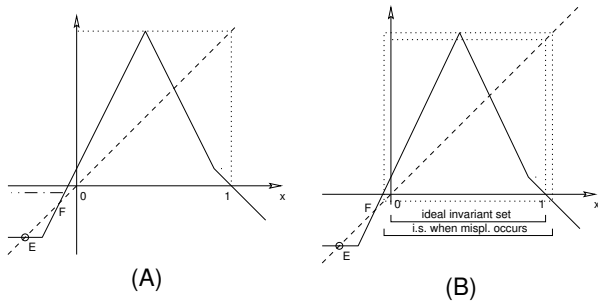 0
1
x
F
E
(A)
0
1
x
F
ideal invariant set
i.s. when mispl. occurs
E
(B)